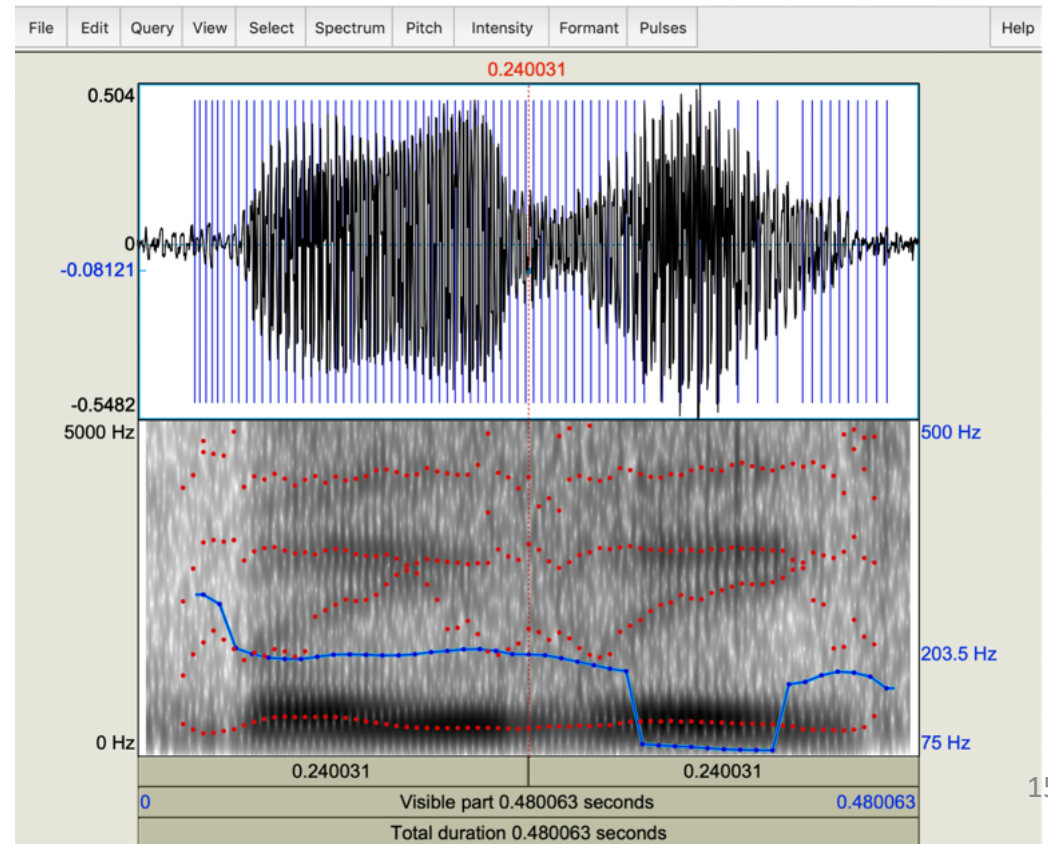 File Edit Query View Select Spectrum Pitch Intensity Formant Pulses Help
0.240031
0.504
0
-0.08121
-0.5482
5000 Hz 500 Hz
203.5 Hz
0 Hz 75 Hz
0.240031 0.240031
15
0 Visible part 0.480063 seconds 0.480063
Total duration 0.480063 seconds